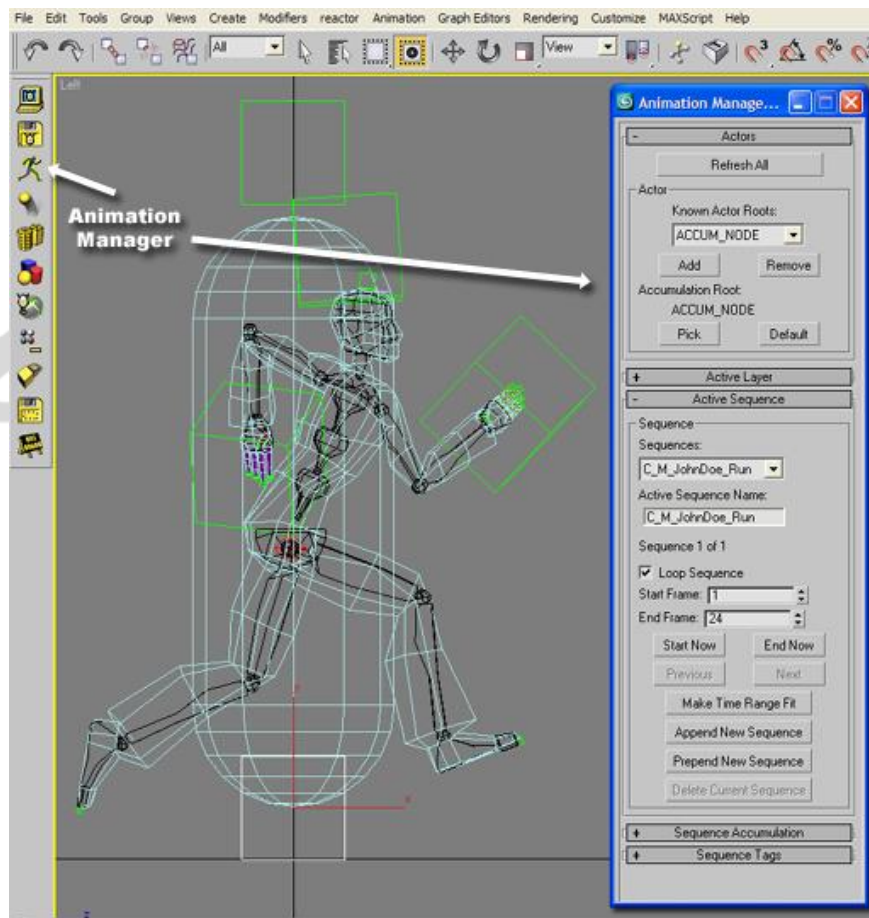 File Edit Tools Group Views Create Modifiers reactor Animation Graph Editors Rendering Customize MAXScript Help
All
View
Left
Animation
Manager
Animation Manage...
Actors
Refresh All
Actor
Known Actor Roots:
ACCUM_NODE
Add Remove
Accumulation Root:
ACCUM_NODE
Pick Default
Active Layer
Active Sequence
Sequence
Sequences:
C_M_JohnDoe_Run
Active Sequence Name:
C_M_JohnDoe_Run
Sequence 1 of 1
Loop Sequence
Start Frame: 1
End Frame: 24
Start Now End Now
Previous Next
Make Time Range Fit
Append New Sequence
Prepend New Sequence
Delete Current Sequence
Sequence Accumulation
Sequence Tags